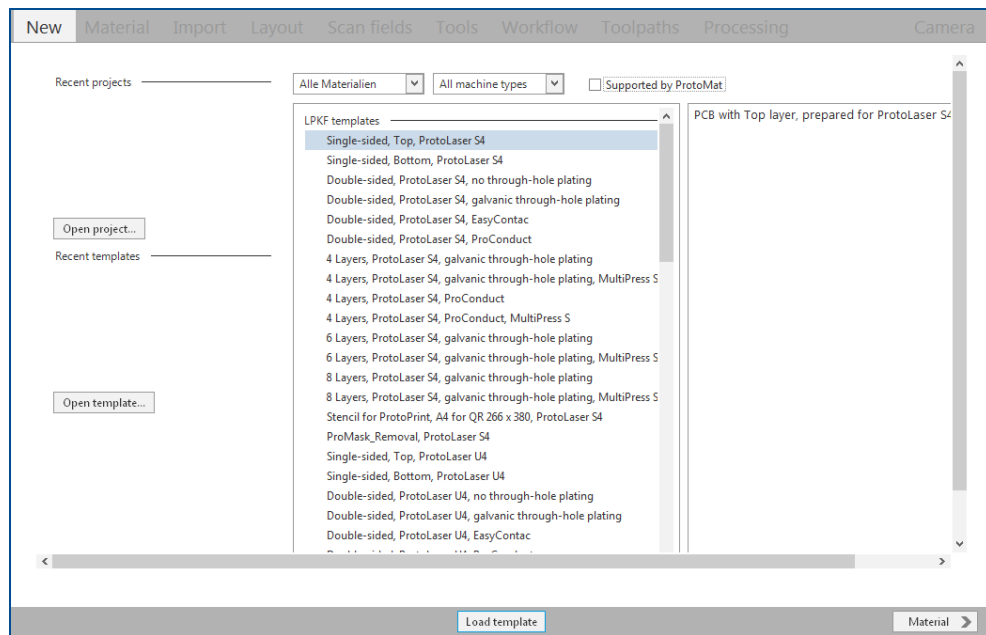 New Material Import Layout Scan fields Tools Workflow Toolpaths Processing Camera
Recent projects
Alle Materialien All machine types Supported by ProtoMat
LPKF templates
PCB with Top layer, prepared for ProtoLaser S4
Single-sided, Top, ProtoLaser S4
Single-sided, Bottom, ProtoLaser S4
Double-sided, ProtoLaser S4, no through-hole plating
Double-sided, ProtoLaser S4, galvanic through-hole plating
Double-sided, ProtoLaser S4, EasyContac
Double-sided, ProtoLaser S4, ProConduct
Open project...
Recent templates
4 Layers, ProtoLaser S4, galvanic through-hole plating
4 Layers, ProtoLaser S4, galvanic through-hole plating, MultiPress S
4 Layers, ProtoLaser S4, ProConduct
4 Layers, ProtoLaser S4, ProConduct, MultiPress S
6 Layers, ProtoLaser S4, galvanic through-hole plating
6 Layers, ProtoLaser S4, galvanic through-hole plating, MultiPress S
8 Layers, ProtoLaser S4, galvanic through-hole plating
8 Layers, ProtoLaser S4, galvanic through-hole plating, MultiPress S
Open template...
Stencil for ProtoPrint, A4 for QR 266 x 380, ProtoLaser S4
ProMask_Removal, ProtoLaser S4
Single-sided, Top, ProtoLaser U4
Single-sided, Bottom, ProtoLaser U4
Double-sided, ProtoLaser U4, no through-hole plating
Double-sided, ProtoLaser U4, galvanic through-hole plating
Double-sided, ProtoLaser U4, EasyContac
Load template
Material